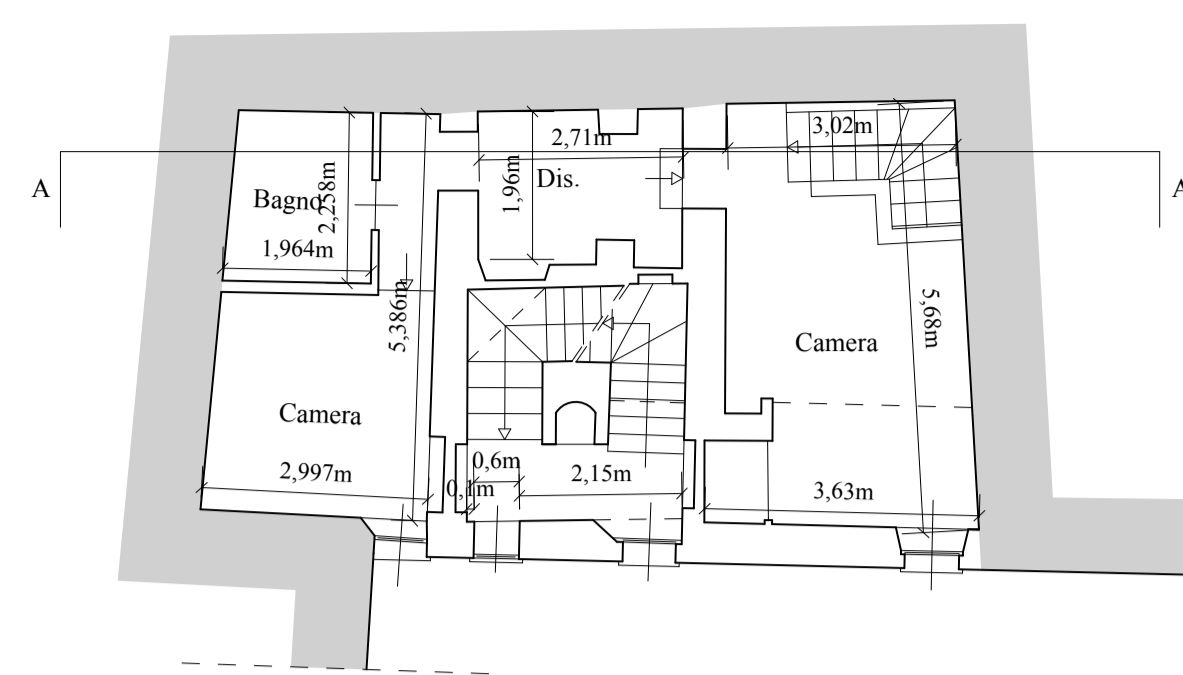 3,02m
2,71m
A
Dis.
1,96m
Bagno
2,258m
A
1,964m
5,386m
5,68m
Camera
Camera
0,6m
2,997m
2,15m
0,1m
3,63m